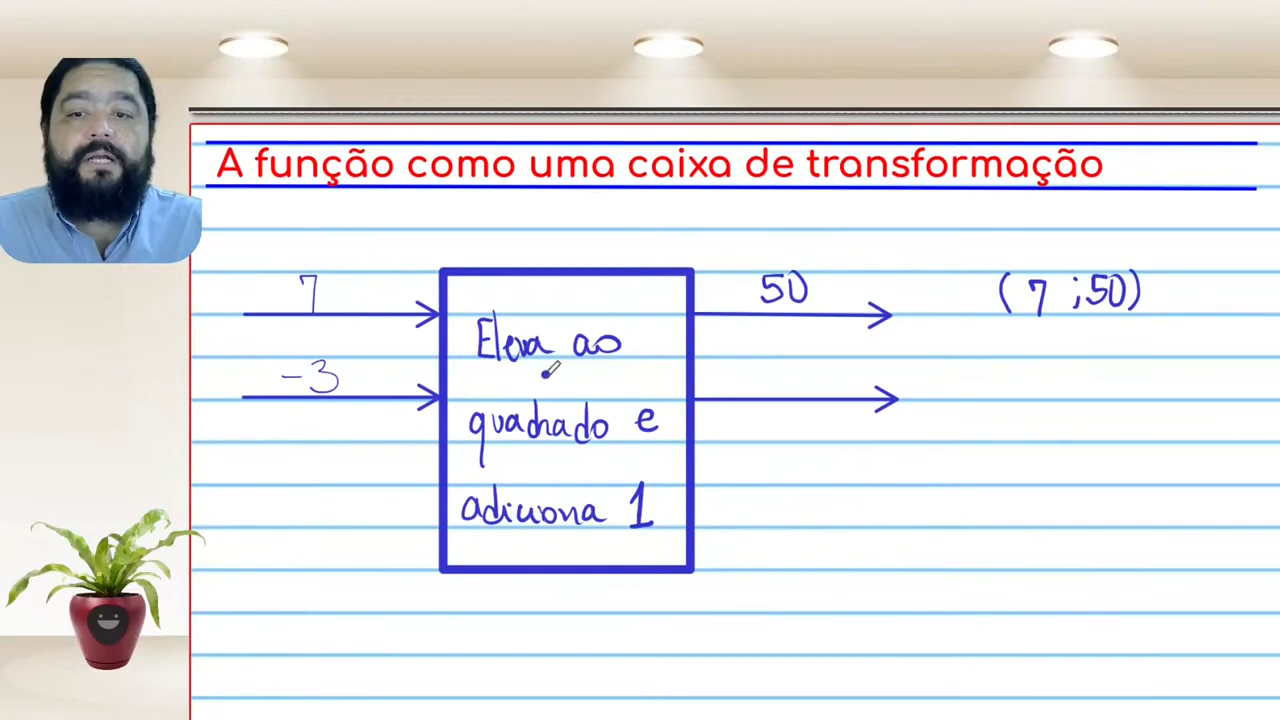 A função como uma caixa de transformação
7
50
(7 ;50)
Eleva ao
-3
quadrado e
adiciona 1